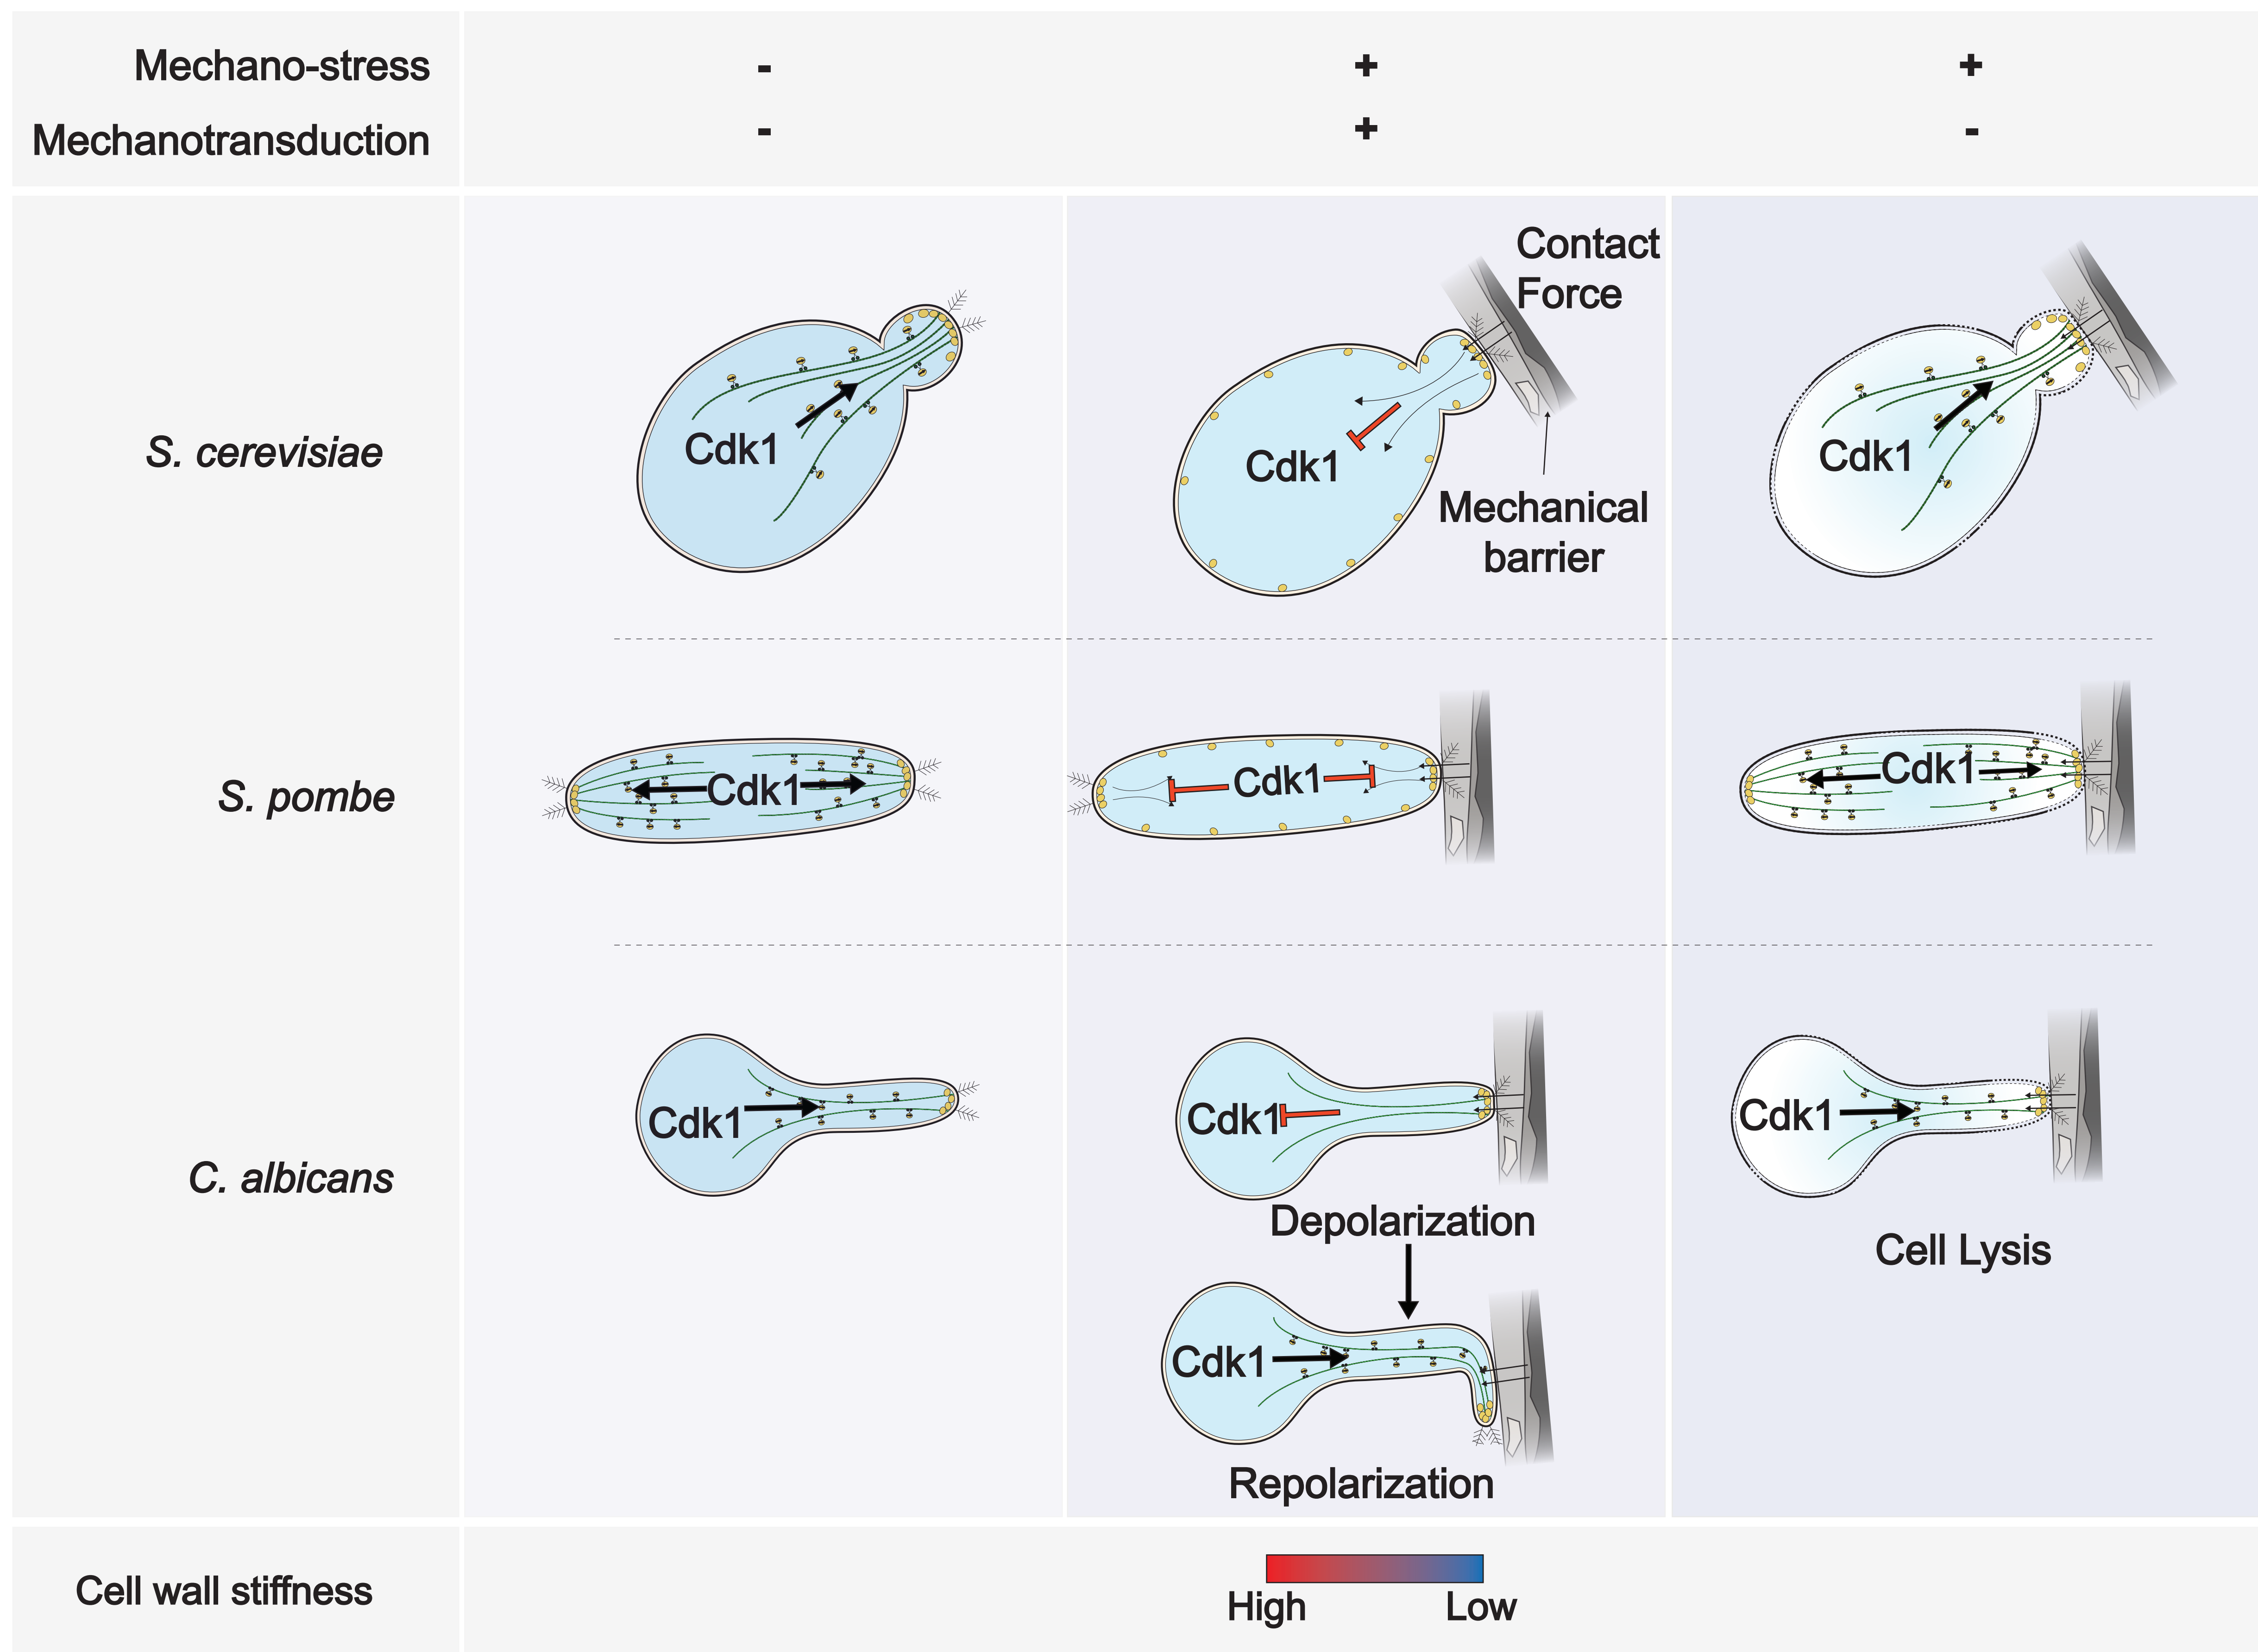 Mechano-stress - + +
Mechanotransduction - + -
Contact
Force
S. cerevisiae
Cdk1
Cdk1
Cdk1
Mechanical
barrier
S. pombe
Cdk1
Cdk1
Cdk1
C. albicans
Cdk1
Cdk1
Cdk1
Depolarization
Cell Lysis
Cdk1
Repolarization
Cell wall stiffness
High Low